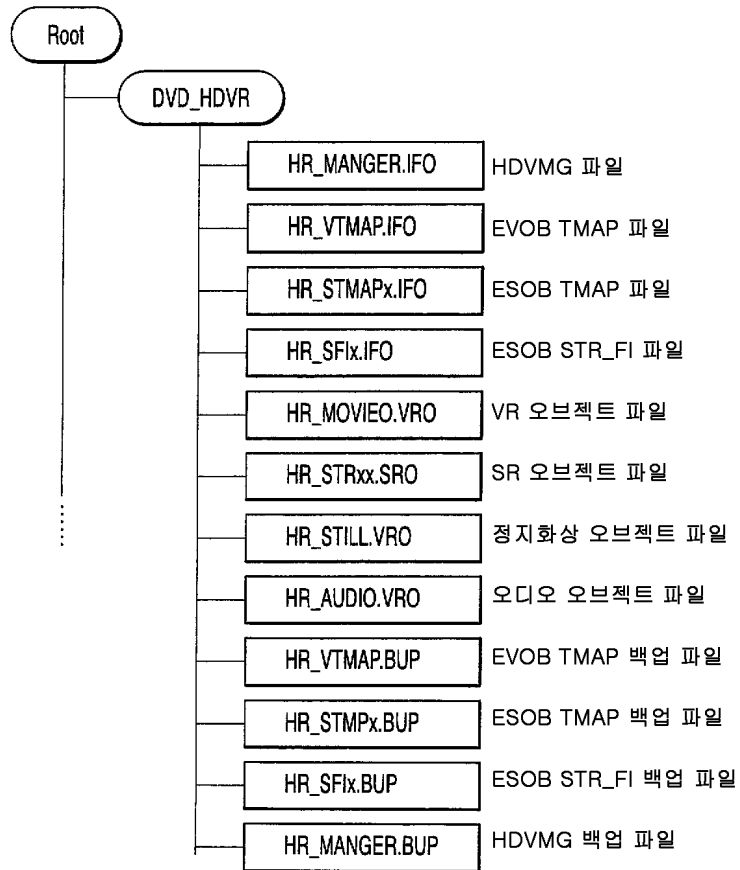 Root
DVD_HDVR
HR_MANGER.IFO HDVMG 파일
HR_VTMAP.IFO EVOB TMAP 파일
HR_STMAPx.IFO ESOB TMAP 파일
HR_SFIx.IFO ESOB STR_FI 파일
HR_MOVIEO.VRO VR 오브젝트 파일
HR_STRxx.SRO SR 오브젝트 파일
HR_STILL.VRO 정지화상 오브젝트 파일
HR_AUDIO.VRO 오디오 오브젝트 파일
HR_VTMAP.BUP EVOB TMAP 백업 파일
HR_STMPx.BUP ESOB TMAP 백업 파일
HR_SFIx.BUP ESOB STR_FI 백업 파일
HR_MANGER.BUP HDVMG 백업 파일